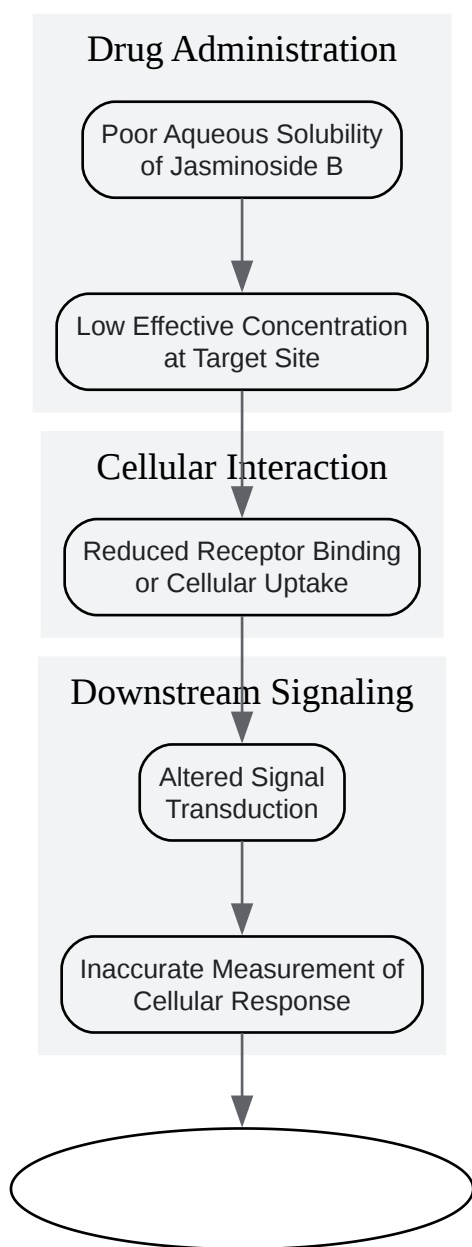 Drug Administration
Poor Aqueous Solubility
of Jasminoside B
Low Effective Concentration
at Target Site
Cellular Interaction
Reduced Receptor Binding
or Cellular Uptake
Downstream Signaling
Altered Signal
Transduction
Inaccurate Measurement of
Cellular Response